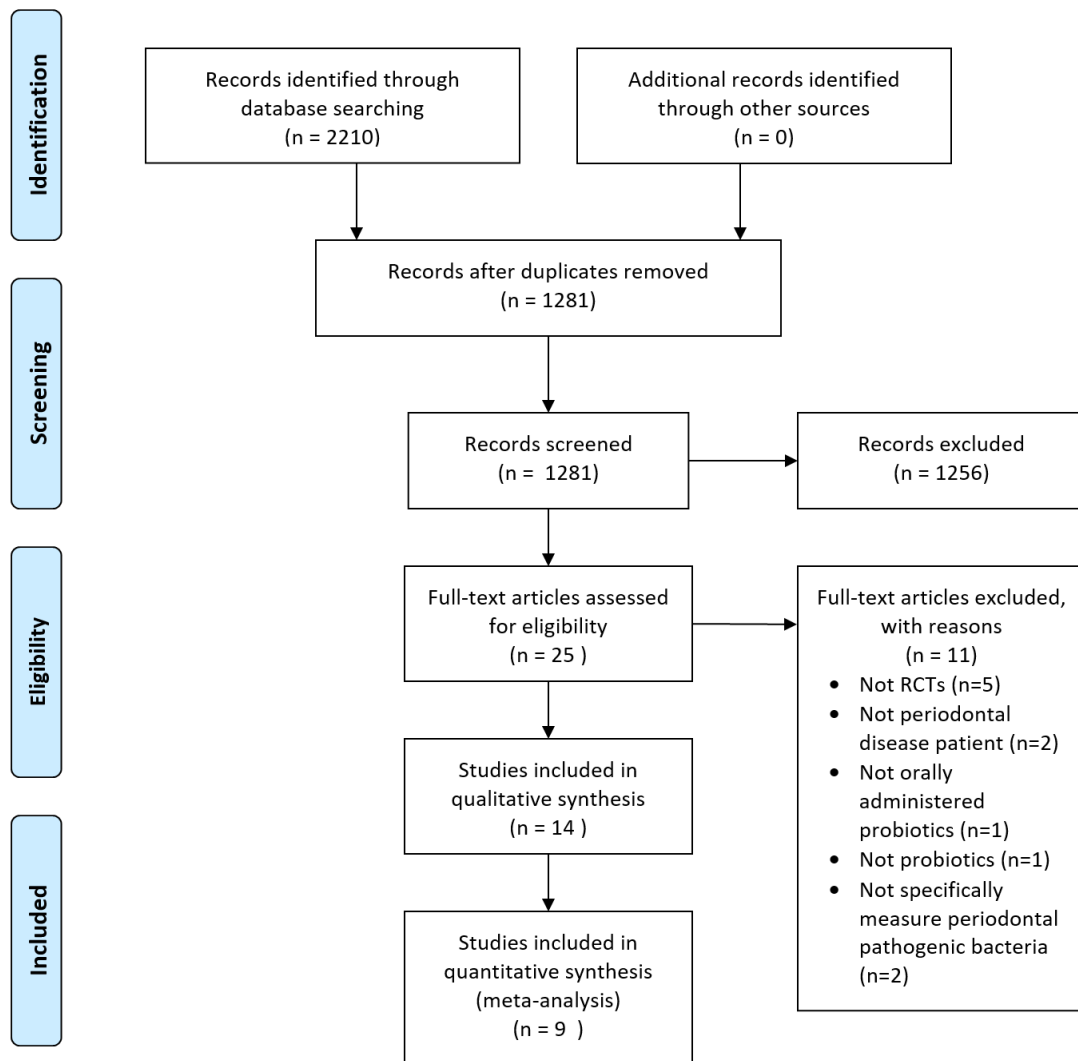 Identification
Records identified through
database searching
(n = 2210)
Additional records identified
through other sources
(n = 0)
Records after duplicates removed
(n = 1281)
Screening
Records screened
(n =  1281)
Records excluded
(n = 1256)
Eligibility
Full-text articles assessed
for eligibility
(n = 25 )
Full-text articles excluded,
with reasons
(n = 11)
• Not RCTs (n=5)
• Not periodontal
disease patient (n=2)
• Not orally
administered
probiotics (n=1)
• Not probiotics (n=1)
• Not specifically
measure periodontal
pathogenic bacteria
(n=2)
Studies included in
qualitative synthesis
(n = 14 )
Included
Studies included in
quantitative synthesis
(meta-analysis)
(n = 9  )